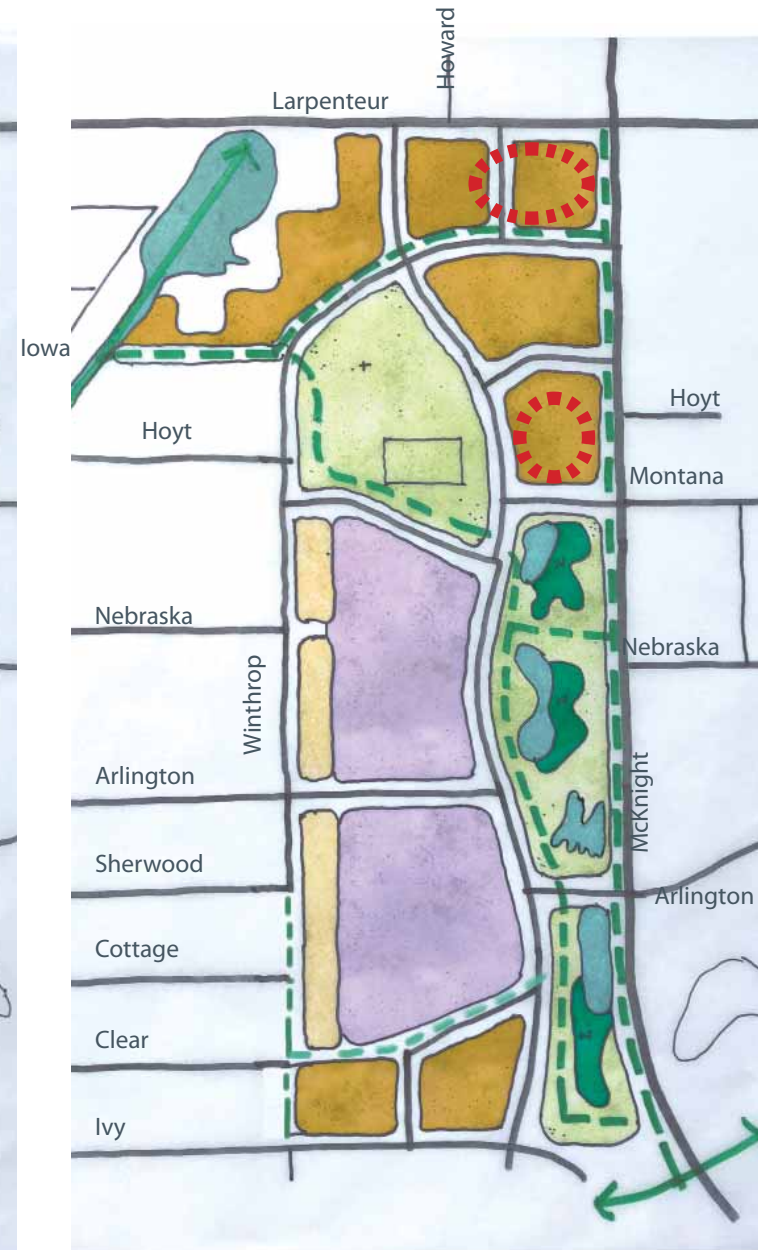 Howard
Larpenteur
Iowa
Hoyt
Hoyt
Montana
Nebraska
Nebraska
Winthrop
Arlington
McKnight
Sherwood
Arlington
Cottage
Clear
Ivy